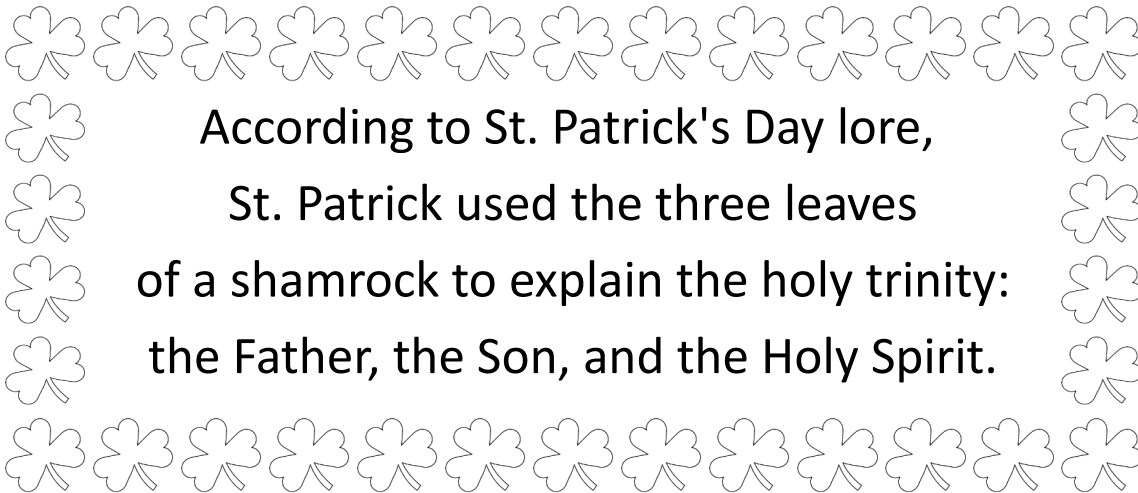 According to St. Patrick's Day lore,
St. Patrick used the three leaves
of a shamrock to explain the holy trinity:
the Father, the Son, and the Holy Spirit.